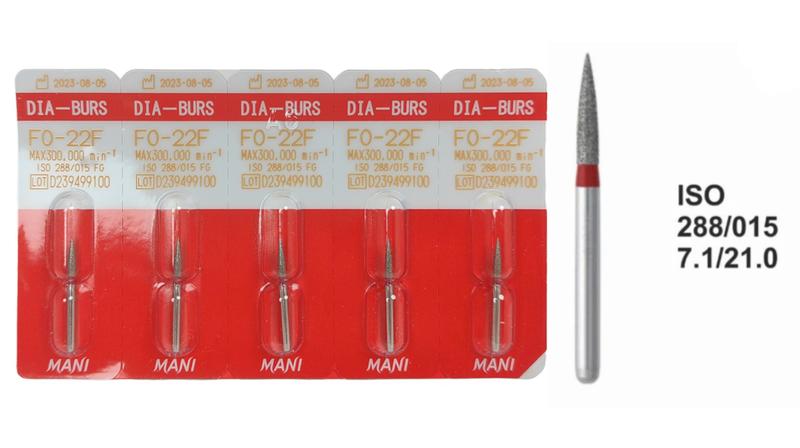 2023-08-05 2023-08-05 2023-08-05 2023-08-05 2023-08-05
DIA-BURS DIA-BURS DIA-BURS DIA-BURS DIA-BURS
FO-22F FO-22F FO-22F FO-22F FO-22F
MAX300,000 min⁻¹ MAX300,000 min⁻¹ MAX300,000 min⁻¹ MAX300,000 min⁻¹ MAX300,000 min⁻¹
ISO 288/015 FG ISO 288/015 FG ISO 288/015 FG ISO 288/015 FG ISO 288/015 FG
LOT D239499100 LOT D239499100 LOT D239499100 LOT D239499100 LOT D239499100
MANI MANI MANI MANI MANI
ISO
288/015
7.1/21.0